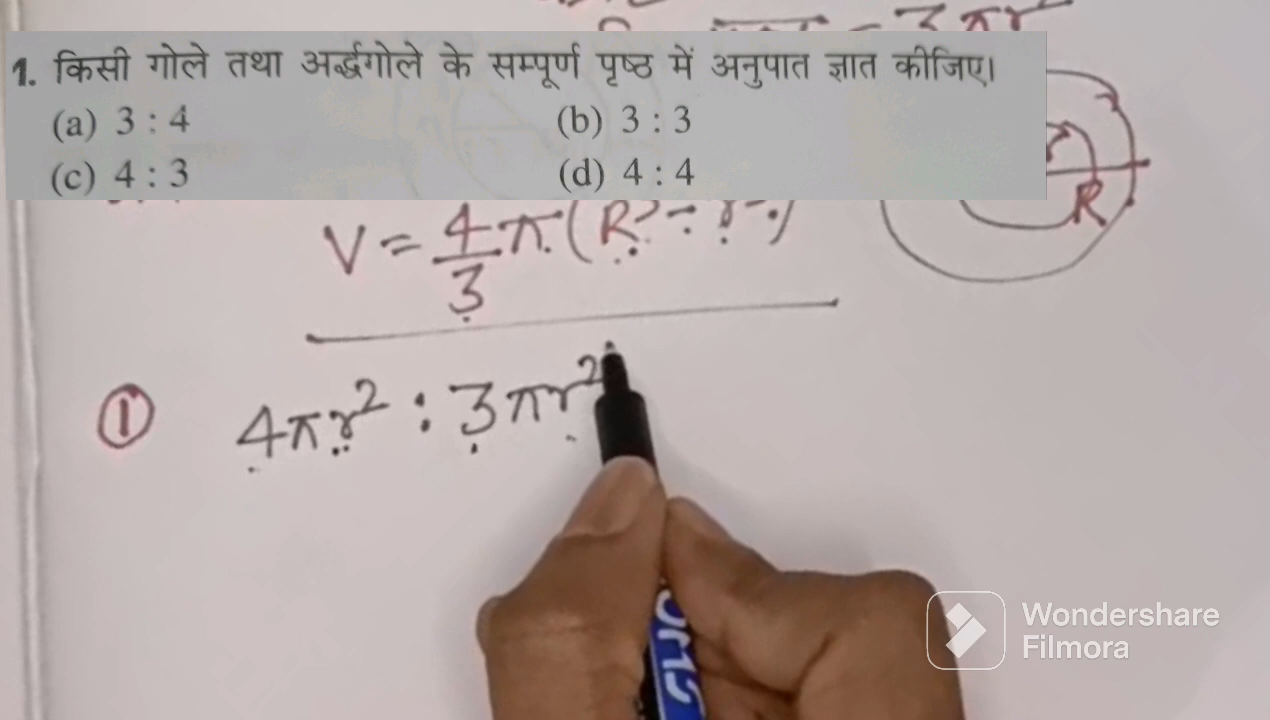 = 3πr²
1. किसी गोले तथा अर्द्धगोले के सम्पूर्ण पृष्ठ में अनुपात ज्ञात कीजिए।
(a) 3 : 4 (b) 3 : 3
(c) 4 : 3 (d) 4 : 4
r
R
V = 4/3 π (R³ - r³)
① 4πr² : 3πr²
Wondershare
Filmora